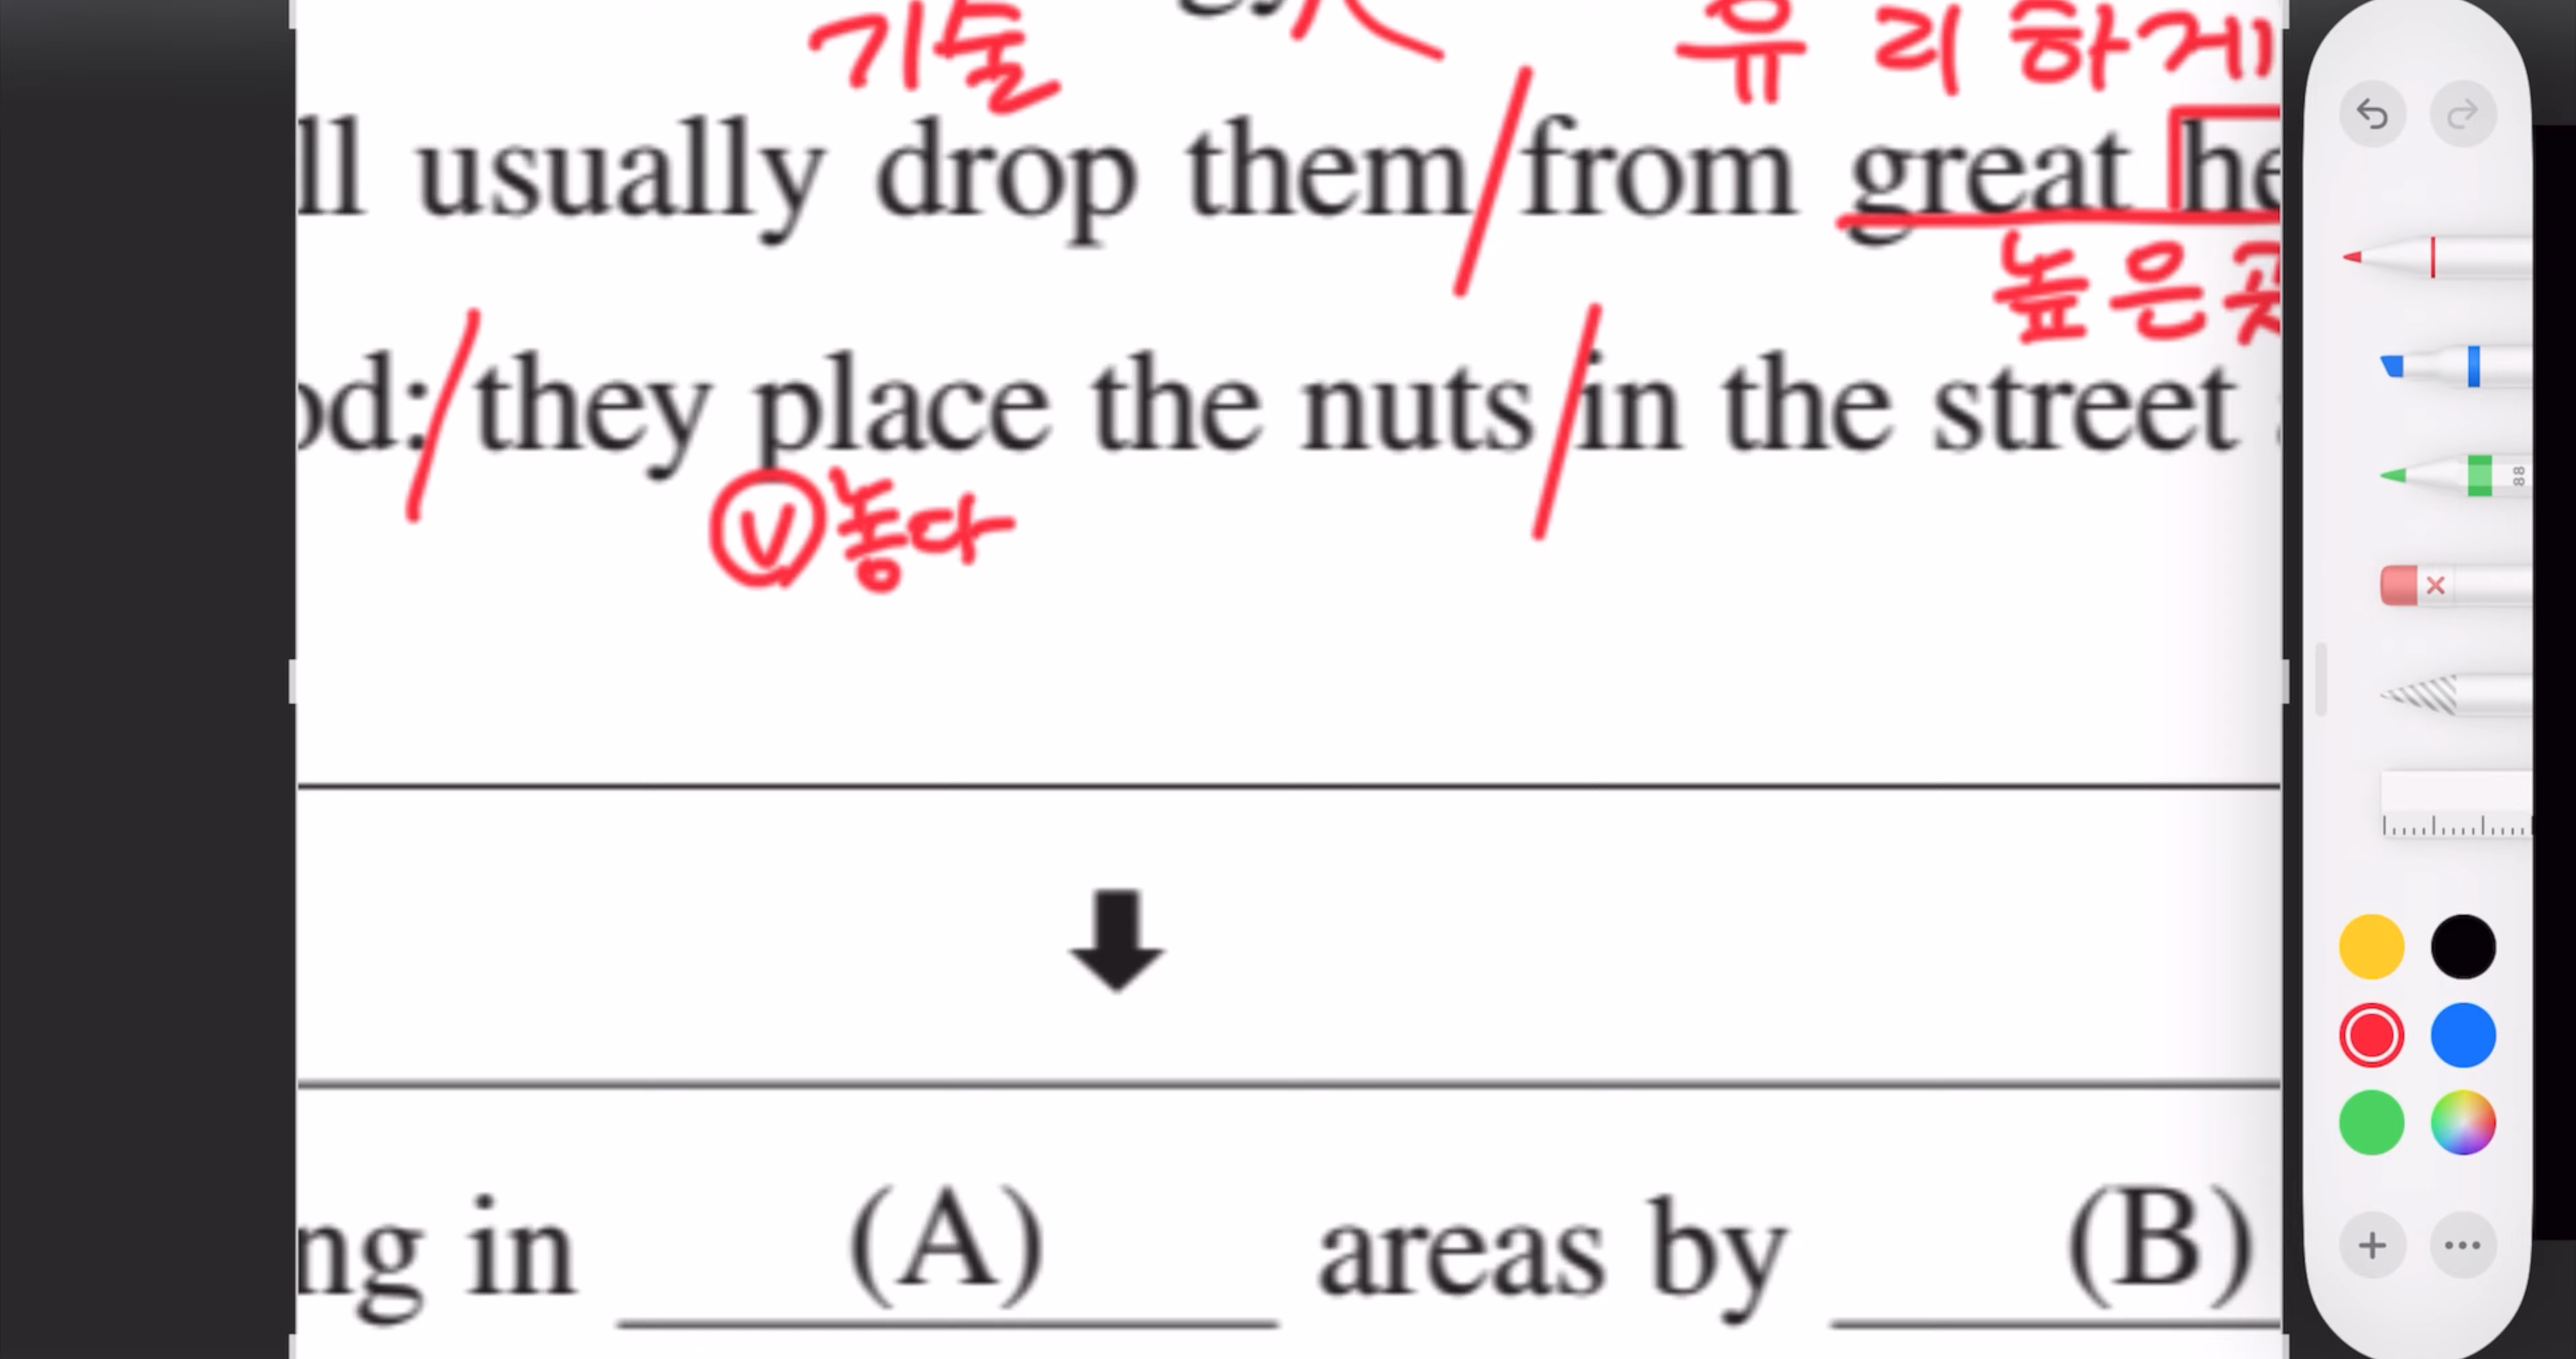 기술 유리하게
ll usually drop them / from great he
높은 곳
od: / they place the nuts / in the street
V 놓다
ng in (A) areas by (B)
88